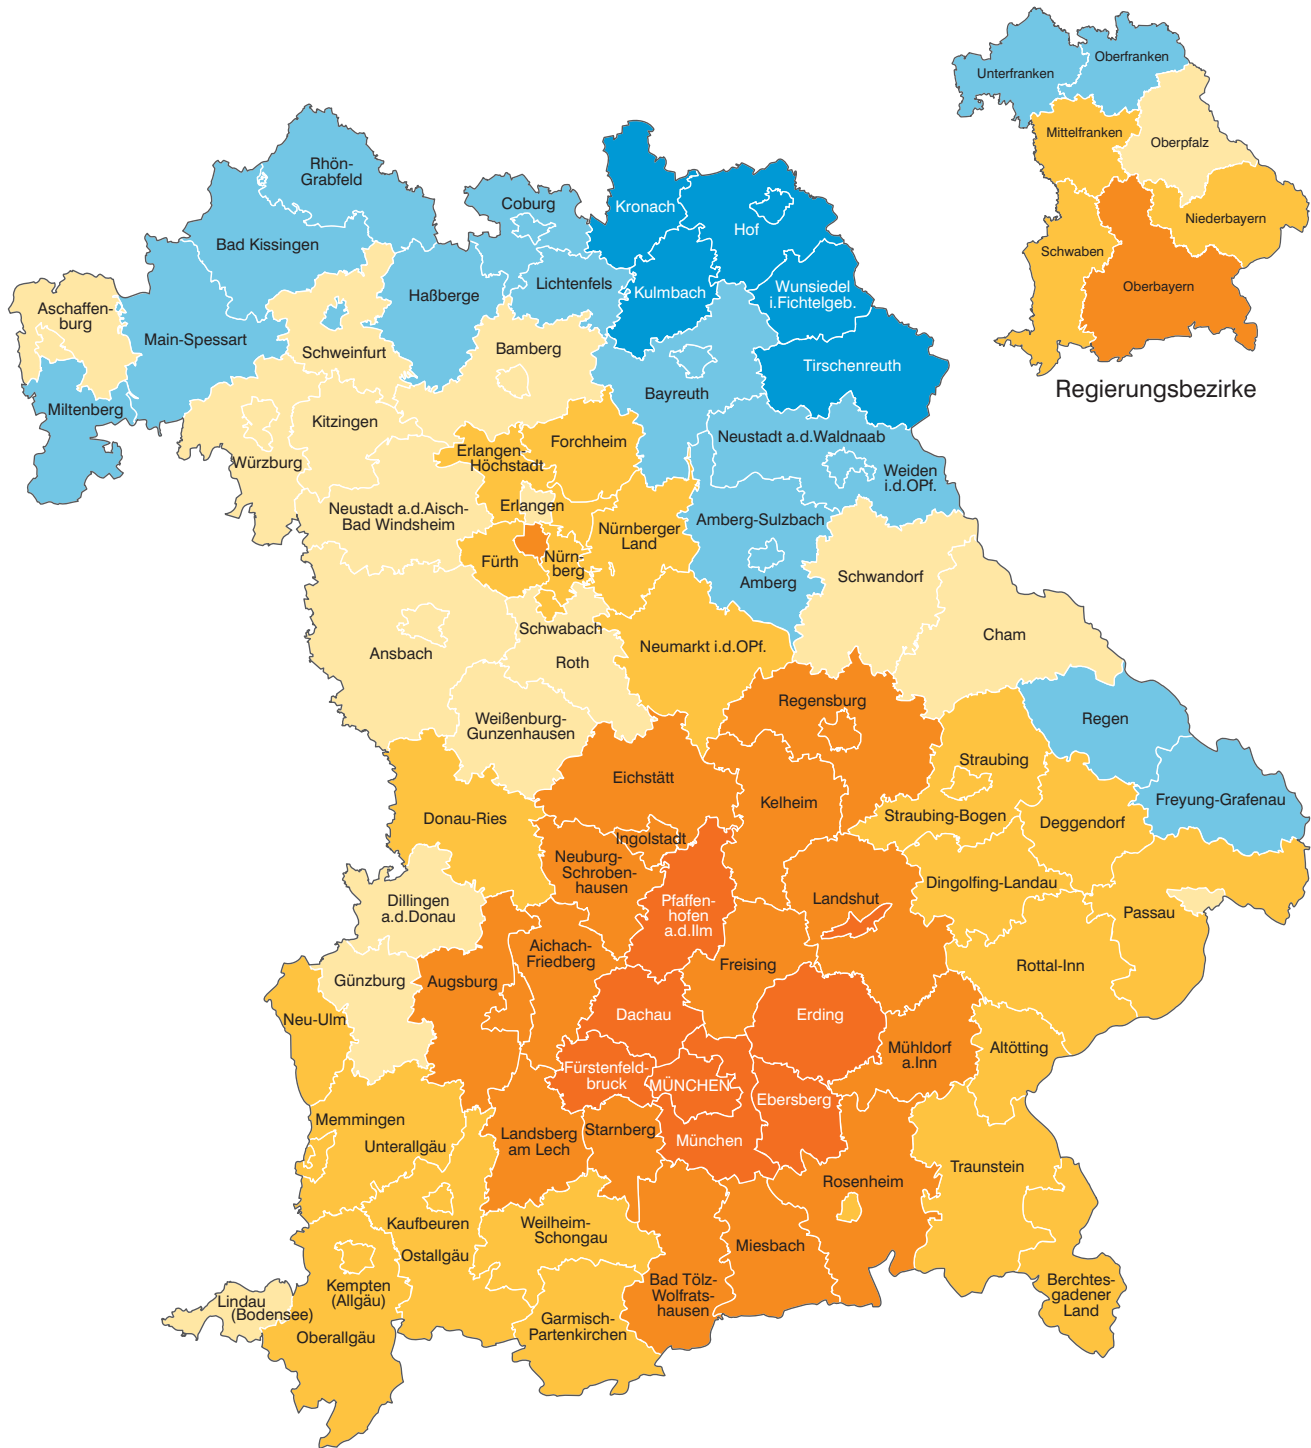 Unterfranken
Oberfranken
Mittelfranken
Oberpfalz
Niederbayern
Schwaben
Oberbayern
Regierungsbezirke
Rhön-
Grabfeld
Coburg
Kronach
Hof
Bad Kissingen
Lichtenfels
Kulmbach
Wunsiedel
i.Fichtelgeb.
Haßberge
Aschaffen-
burg
Main-Spessart
Schweinfurt
Bamberg
Tirschenreuth
Bayreuth
Miltenberg
Kitzingen
Forchheim
Neustadt a.d.Waldnaab
Würzburg
Erlangen-
Höchstadt
Weiden
i.d.OPf.
Erlangen
Neustadt a.d.Aisch-
Bad Windsheim
Nürnberger
Land
Amberg-Sulzbach
Fürth
Nürn-
berg
Amberg
Schwandorf
Schwabach
Cham
Ansbach
Roth
Neumarkt i.d.OPf.
Regensburg
Weißenburg-
Gunzenhausen
Regen
Straubing
Eichstätt
Kelheim
Freyung-Grafenau
Donau-Ries
Straubing-Bogen
Deggendorf
Ingolstadt
Neuburg-
Schroben-
hausen
Dingolfing-Landau
Dillingen
a.d.Donau
Pfaffen-
hofen
a.d.Ilm
Landshut
Passau
Aichach-
Friedberg
Freising
Rottal-Inn
Günzburg
Augsburg
Neu-Ulm
Dachau
Erding
Mühldorf
a.Inn
Altötting
Fürstenfeld-
bruck
MÜNCHEN
Ebersberg
Memmingen
Unterallgäu
Landsberg
am Lech
Starnberg
München
Traunstein
Rosenheim
Kaufbeuren
Weilheim-
Schongau
Miesbach
Ostallgäu
Kempten
(Allgäu)
Bad Tölz-
Wolfrats-
hausen
Berchtes-
gadener
Land
Lindau
(Bodensee)
Oberallgäu
Garmisch-
Partenkirchen